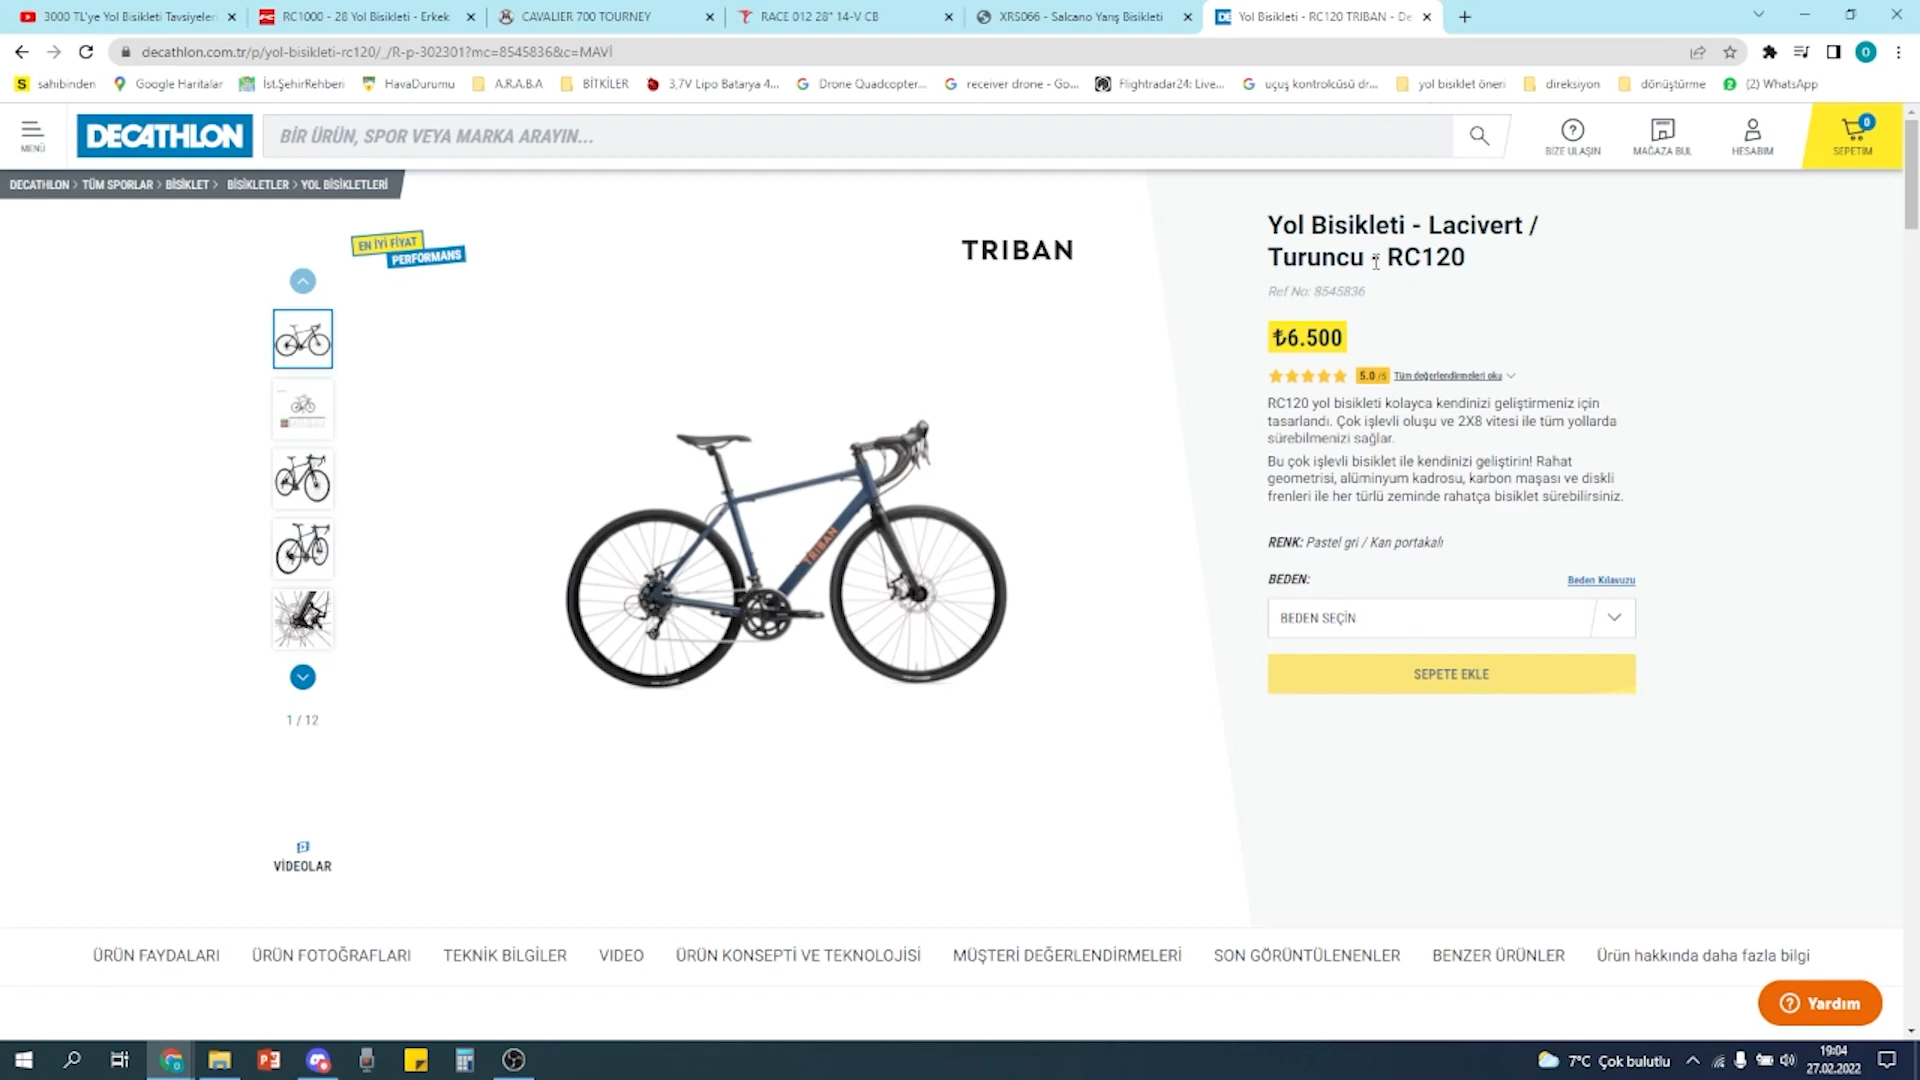 3000 TL'ye Yol Bisikleti Tavsiyeler
RC1000 - 28 Yol Bisikleti - Erkek
CAVALIER 700 TOURNEY
RACE 012 28" 14-V CB
XRS066 - Salcano Yarış Bisikleti
Yol Bisikleti - RC120 TRIBAN - De
decathlon.com.tr/p/yol-bisikleti-rc120/_/R-p-302301?mc=8545836&c=MAVİ
O
S sahibinden
Google Haritalar
İst.ŞehirRehberi
HavaDurumu
A.R.A.B.A
BİTKİLER
3,7V Lipo Batarya 4...
Drone Quadcopter...
receiver drone - Go...
Flightradar24: Live...
uçuş kontrolcüsü dr...
yol bisiklet öneri
direksiyon
dönüştürme
(2) WhatsApp
MENÜ
DECATHLON
BİR ÜRÜN, SPOR VEYA MARKA ARAYIN...
BİZE ULAŞIN
MAĞAZA BUL
HESABIM
0
SEPETİM
DECATHLON > TÜM SPORLAR > BİSİKLET > BİSİKLETLER > YOL BİSİKLETLERİ
EN İYİ FİYAT
PERFORMANS
TRIBAN
TRIBAN
1 / 12
VİDEOLAR
Yol Bisikleti - Lacivert /
Turuncu - RC120
Ref No: 8545836
₺6.500
5.0 /5 Tüm değerlendirmeleri oku
RC120 yol bisikleti kolayca kendinizi geliştirmeniz için
tasarlandı. Çok işlevli oluşu ve 2X8 vitesi ile tüm yollarda
sürebilmenizi sağlar.
Bu çok işlevli bisiklet ile kendinizi geliştirin! Rahat
geometrisi, alüminyum kadrosu, karbon maşası ve diskli
frenleri ile her türlü zeminde rahatça bisiklet sürebilirsiniz.
RENK: Pastel gri / Kan portakalı
BEDEN:
Beden Kılavuzu
BEDEN SEÇİN
SEPETE EKLE
ÜRÜN FAYDALARI
ÜRÜN FOTOĞRAFLARI
TEKNİK BİLGİLER
VIDEO
ÜRÜN KONSEPTİ VE TEKNOLOJİSİ
MÜŞTERİ DEĞERLENDİRMELERİ
SON GÖRÜNTÜLENENLER
BENZER ÜRÜNLER
Ürün hakkında daha fazla bilgi
Yardım
7°C Çok bulutlu
19:04
27.02.2022